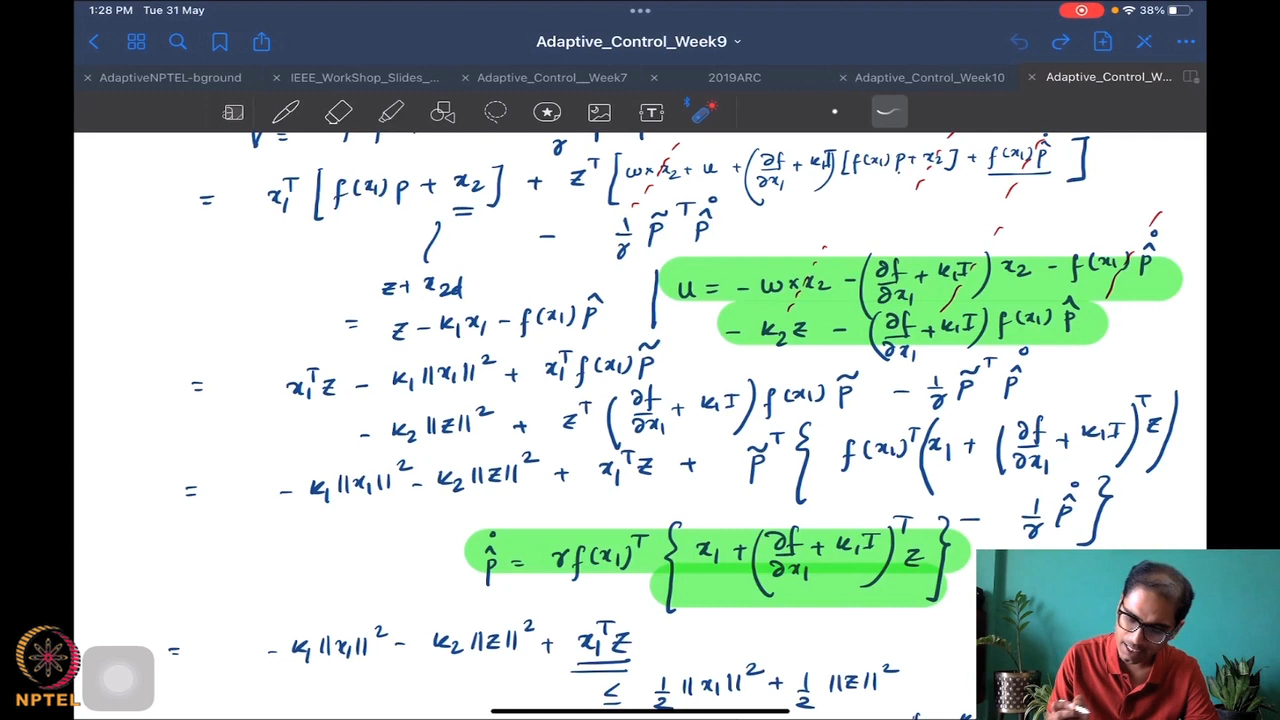 1:28 PM Tue 31 May
38%
Adaptive_Control_Week9
AdaptiveNPTEL-bground
IEEE_WorkShop_Slides_...
Adaptive_Control__Week7
2019ARC
Adaptive_Control_Week10
Adaptive_Control_W...
= x₁ᵀ [f(x₁) p + x₂] + zᵀ [ω × x₂ + u + (∂f/∂x₁ + k₁I) [f(x₁) p + x₂] + f(x₁) p̂̇ ]
− 1/γ p̃ᵀ p̂̇
z + x₂d
= z − k₁x₁ − f(x₁) p̂
u = − ω × x₂ − (∂f/∂x₁ + k₁I) x₂ − f(x₁) p̂̇
− k₂z − (∂f/∂x₁ + k₁I) f(x₁) p̂
= x₁ᵀz − k₁‖x₁‖² + x₁ᵀ f(x₁) p̃
− k₂‖z‖² + zᵀ (∂f/∂x₁ + k₁I) f(x₁) p̃ − 1/γ p̃ᵀ p̂̇
= − k₁‖x₁‖² − k₂‖z‖² + x₁ᵀz + p̃ᵀ { f(x₁)ᵀ (x₁ + (∂f/∂x₁ + k₁I)ᵀ z)
− 1/γ p̂̇ }
p̂̇ = γ f(x₁)ᵀ { x₁ + (∂f/∂x₁ + k₁I)ᵀ z }
= − k₁‖x₁‖² − k₂‖z‖² + x₁ᵀz
≤ 1/2 ‖x₁‖² + 1/2 ‖z‖²
NPTEL